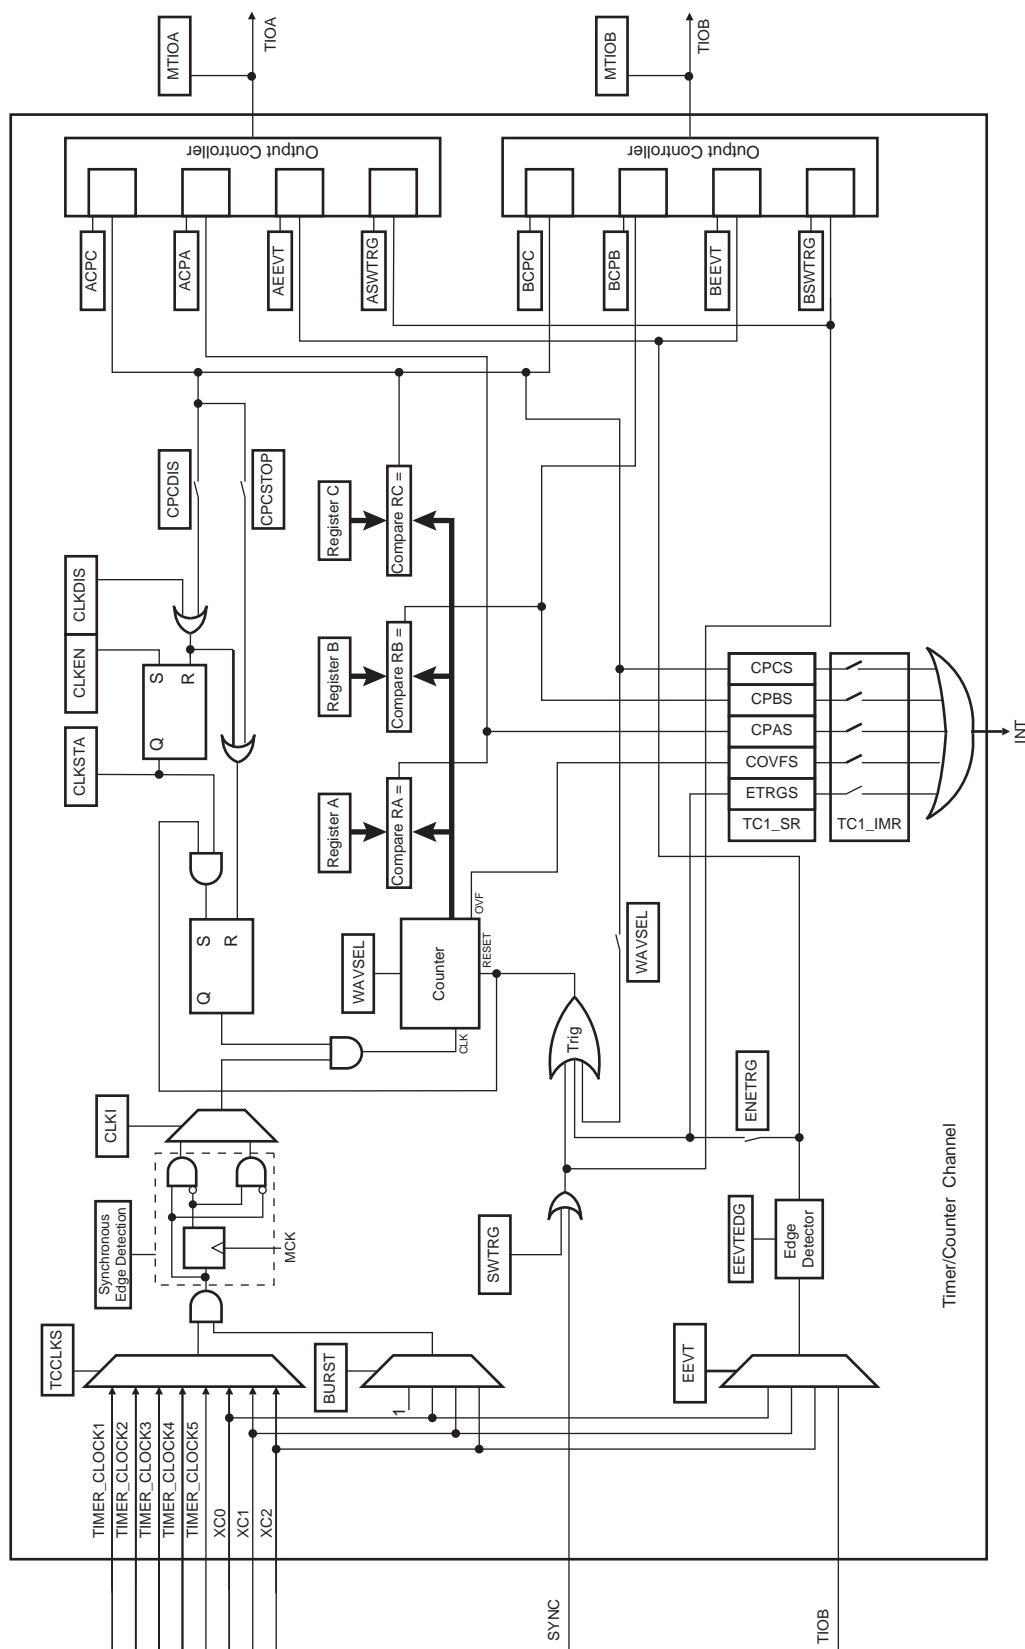 TIMER_CLOCK1
TIMER_CLOCK2
TIMER_CLOCK3
TIMER_CLOCK4
TIMER_CLOCK5
XC0
XC1
XC2
TCCLKS
Synchronous
Edge Detection
MCK
CLKI
CLKSTA
CLKEN
CLKDIS
Q
S
R
Q
S
R
CPCDIS
CPCSTOP
ACPC
ACPA
AEEVT
ASWTRG
Output Controller
MTIOA
TIOA
BURST
1
WAVSEL
Counter
CLK
RESET
OVF
Register A
Register B
Register C
Compare RA =
Compare RB =
Compare RC =
BCPC
BCPB
BEEVT
BSWTRG
Output Controller
MTIOB
TIOB
SYNC
SWTRG
Trig
WAVSEL
TIOB
EEVT
EEVTEDG
Edge
Detector
ENETRG
CPCS
CPBS
CPAS
COVFS
ETRGS
TC1_SR
TC1_IMR
INT
Timer/Counter Channel